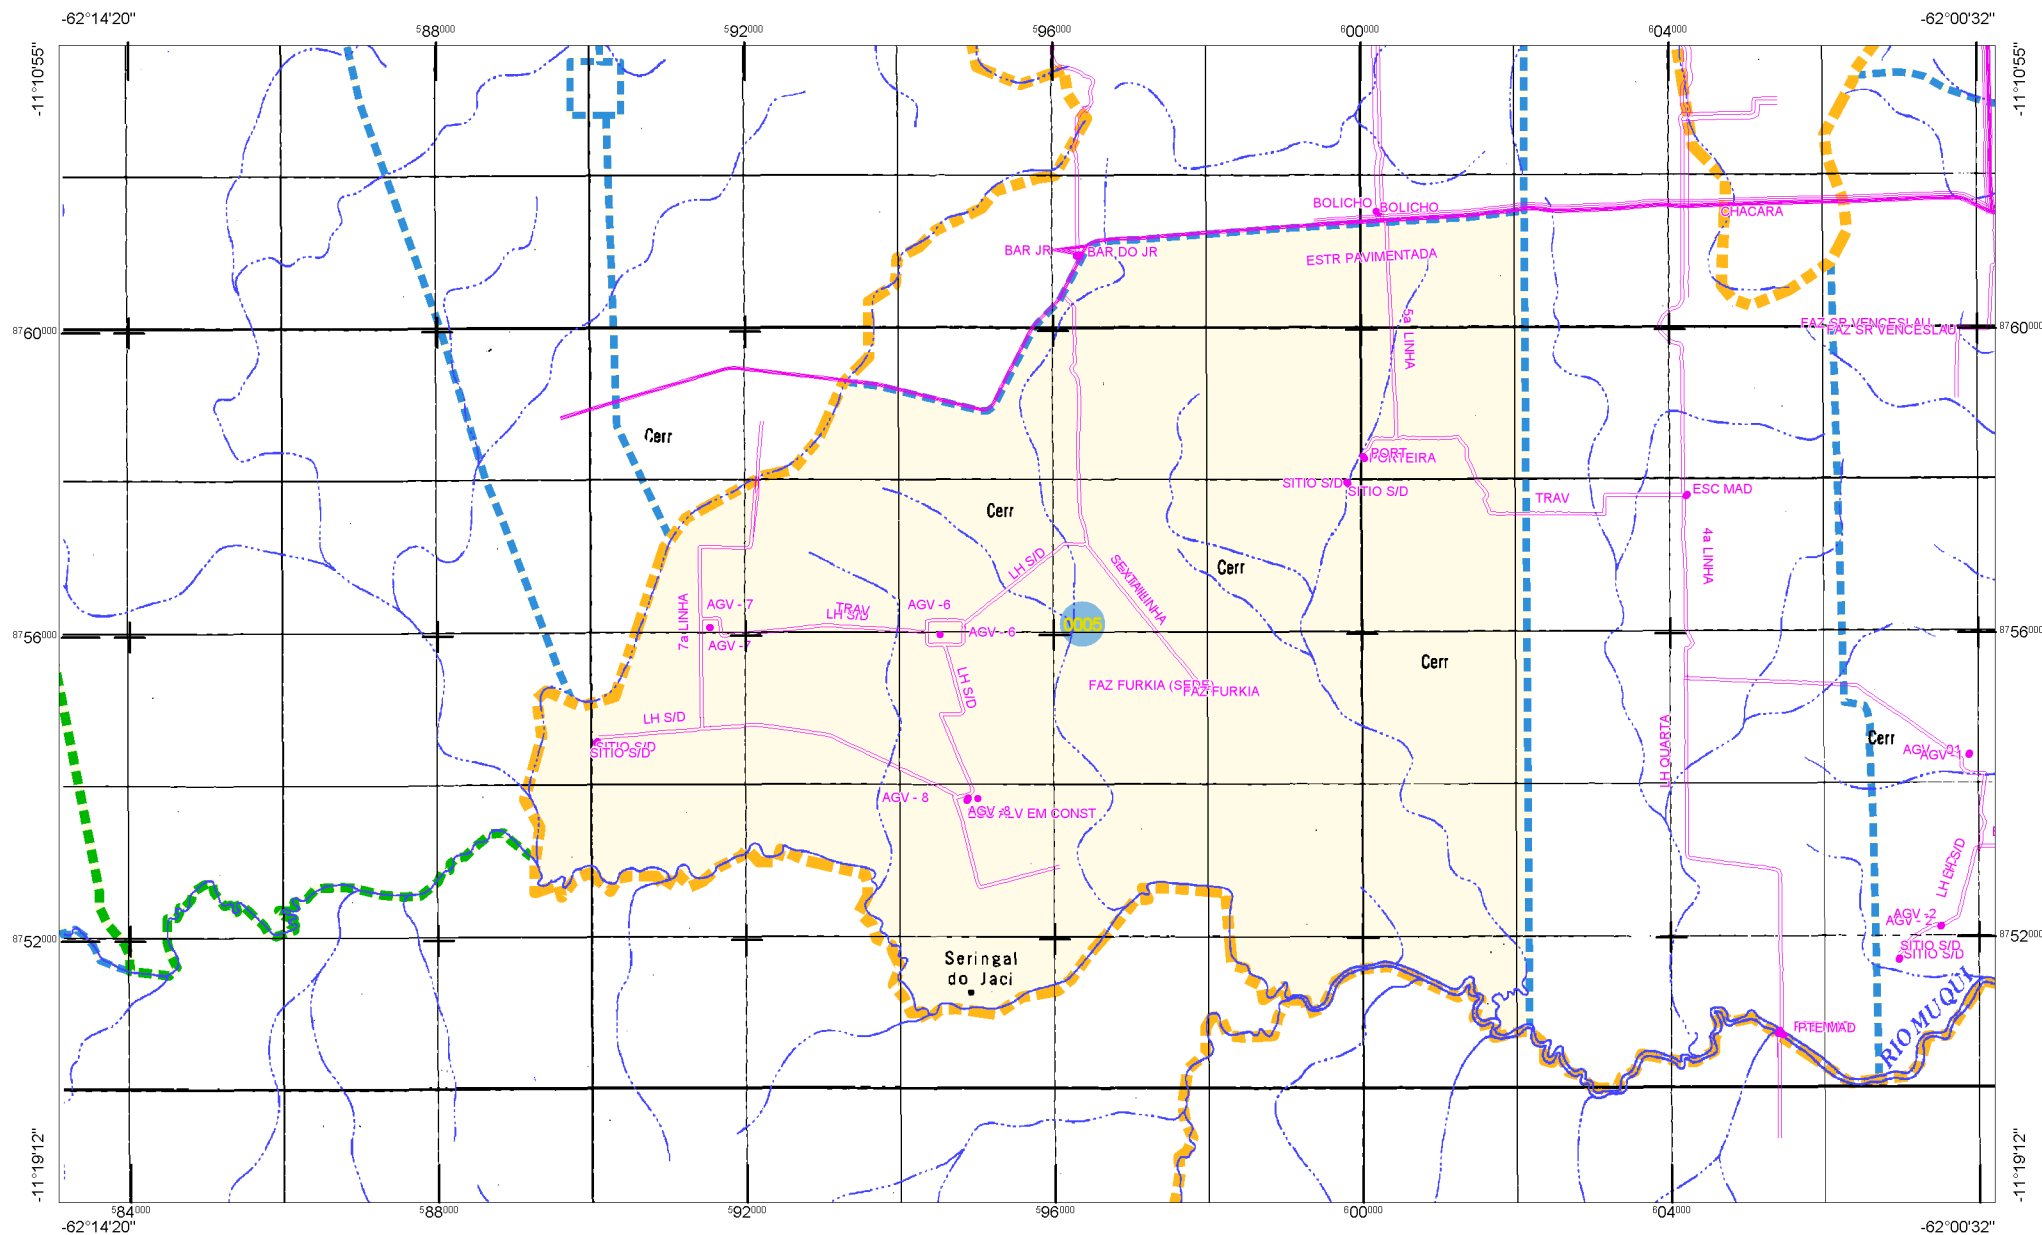 -62°14'20"
-62°00'32"
588000
592000
596000
600000
604000
-11°10'55"
-11°10'55"
BOLICHO
BOLICHO
CHACARA
BAR JR
BAR DO JR
ESTR PAVIMENTADA
5a LINHA
8760000
8760000
FAZ SR VENCESLAU
FAZ SR VENCESLAU
Cerr
PORT
PORTEIRA
SITIO S/D
SITIO S/D
TRAV
ESC MAD
Cerr
4a LINHA
LH S/D
Cerr
SEXTA LINHA
7a LINHA
AGV - 7
TRAV
LH S/D
AGV -6
AGV - 6
0005
AGV -7
8756000
8756000
Cerr
LH S/D
FAZ FURKIA (SEDE)
FAZ FURKIA
LH S/D
SITIO S/D
SITIO S/D
LH QUARTA
Cerr
AGV - 01
AGV -1
AGV - 8
AGV -8
ALV EM CONST
LH S/D
AGV -2
AGV - 2
SITIO S/D
8752000
8752000
Seringal
do Jaci
PTE MAD
RIO MUQUI
-11°19'12"
-11°19'12"
584000
588000
592000
596000
600000
604000
-62°14'20"
-62°00'32"